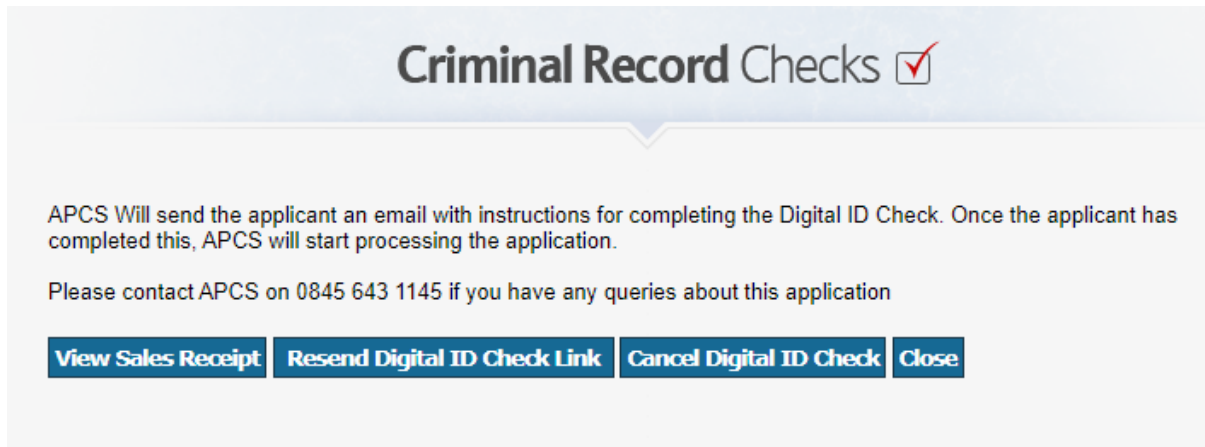 Criminal Record Checks
APCS Will send the applicant an email with instructions for completing the Digital ID Check. Once the applicant has
completed this, APCS will start processing the application.
Please contact APCS on 0845 643 1145 if you have any queries about this application
View Sales Receipt Resend Digital ID Check Link Cancel Digital ID Check Close